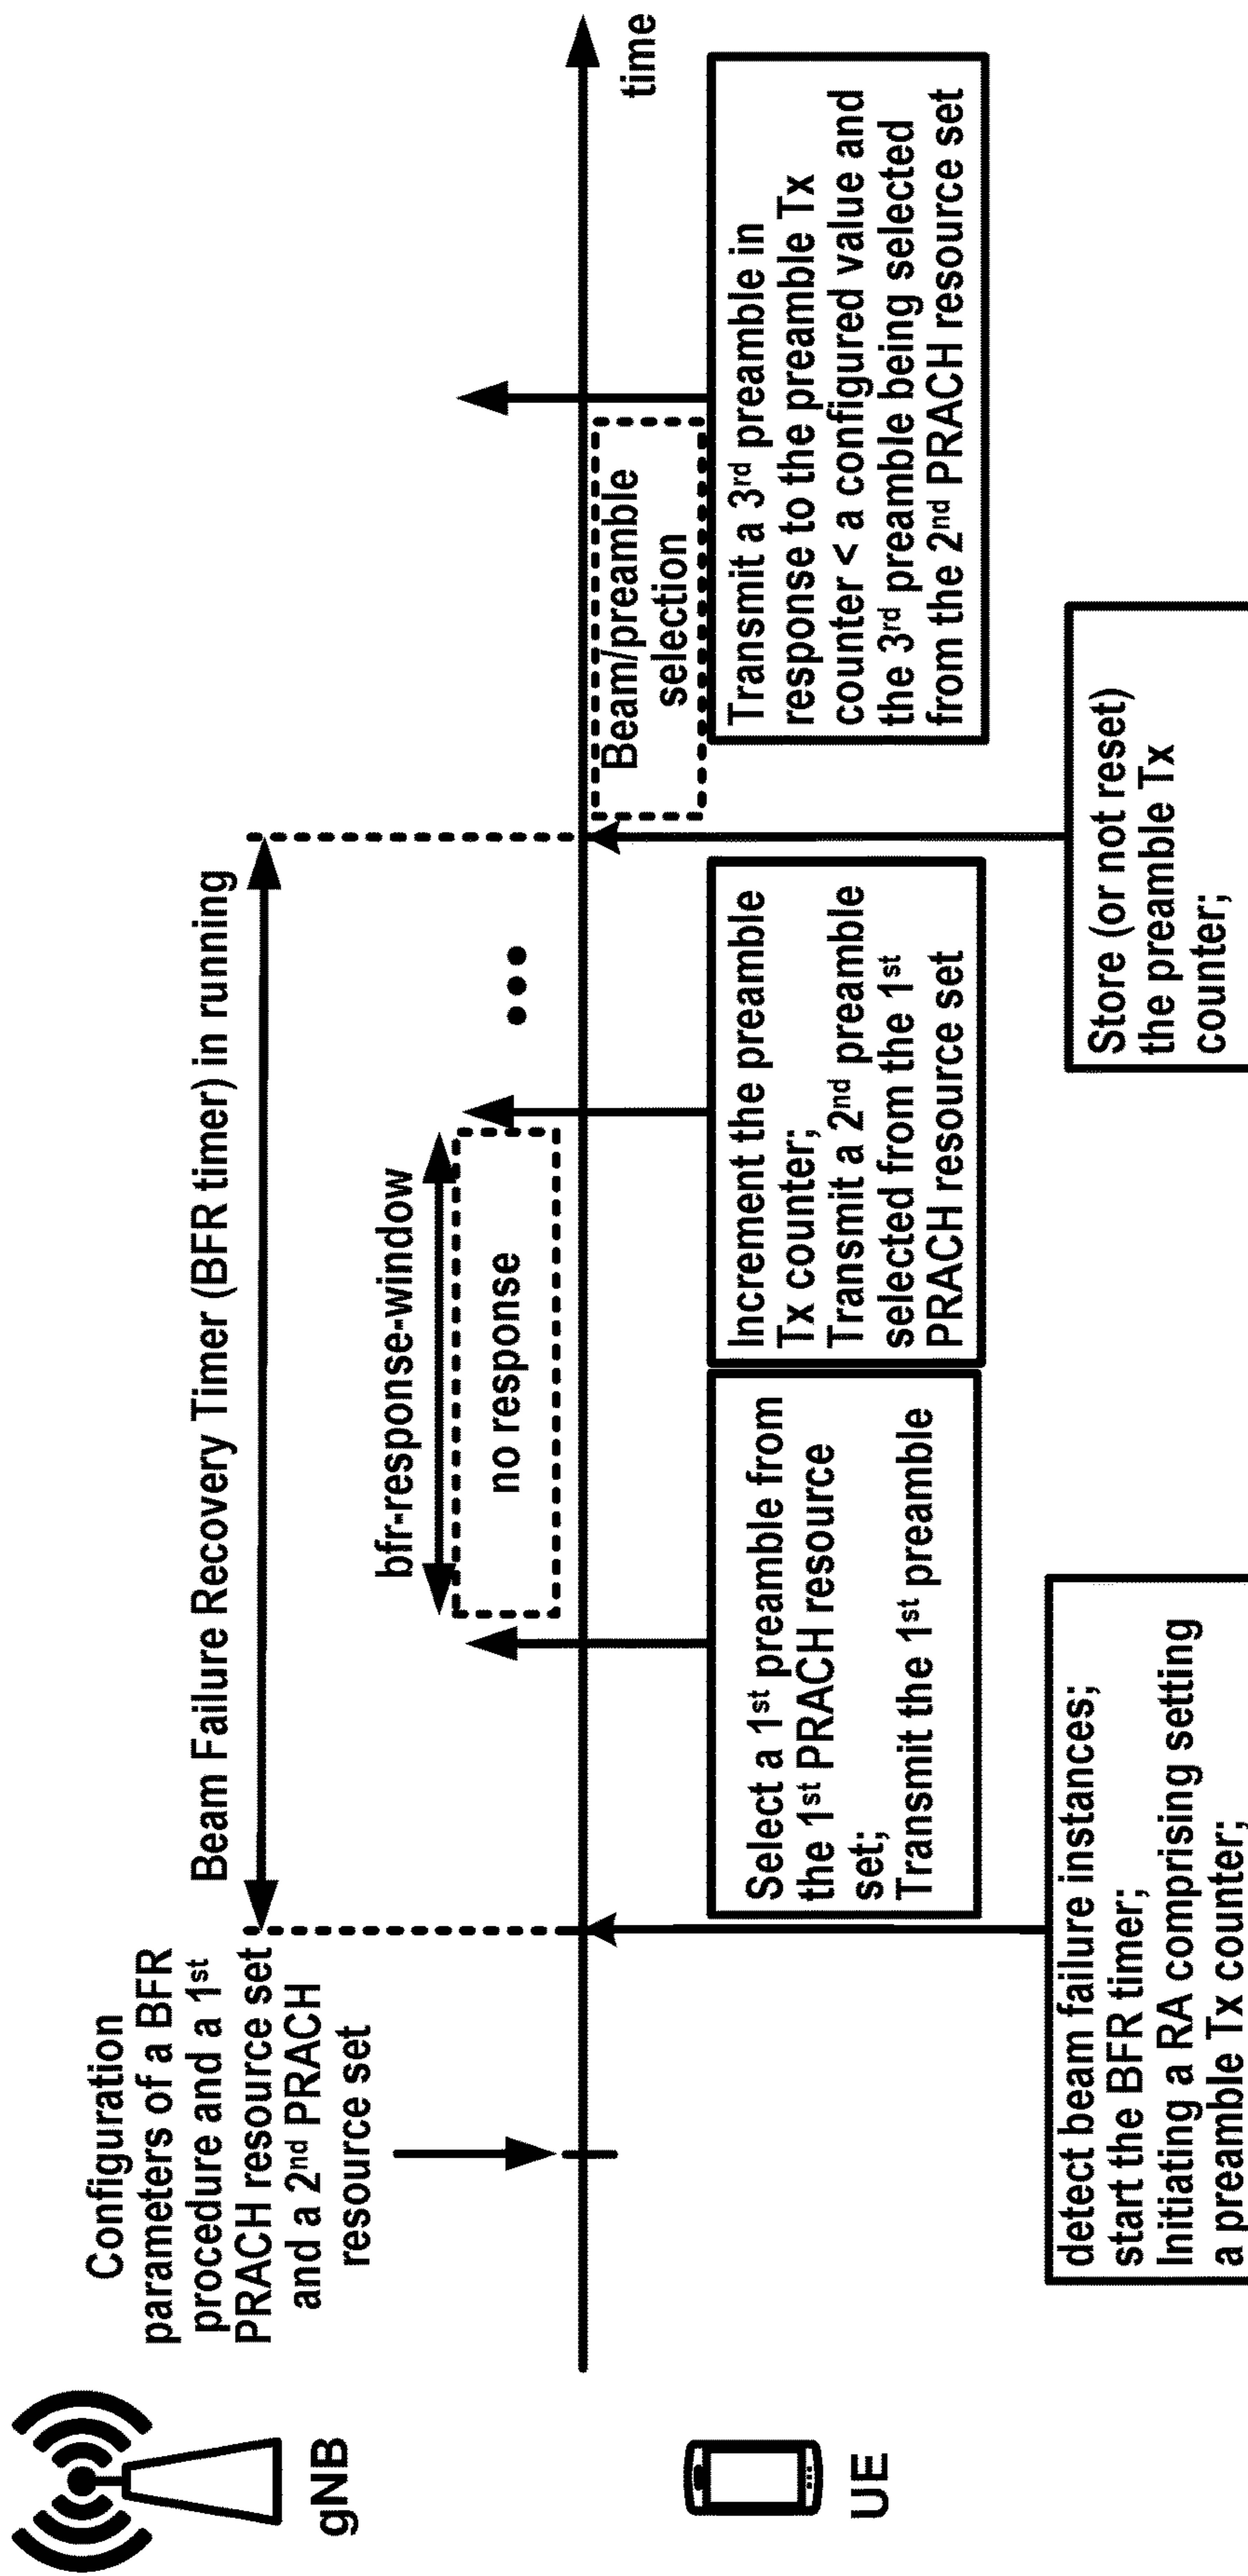 gNB
UE
Configuration
parameters of a BFR
procedure and a 1st
PRACH resource set
and a 2nd PRACH
resource set
Beam Failure Recovery Timer (BFR timer) in running
bfr-response-window
no response
time
Beam/preamble
selection
Select a 1st preamble from
the 1st PRACH resource
set;
Transmit the 1st preamble
Increment the preamble
Tx counter;
Transmit a 2nd preamble
selected from the 1st
PRACH resource set
Transmit a 3rd preamble in
response to the preamble Tx
counter < a configured value and
the 3rd preamble being selected
from the 2nd PRACH resource set
detect beam failure instances;
start the BFR timer;
Initiating a RA comprising setting
a preamble Tx counter;
Store (or not reset)
the preamble Tx
counter;